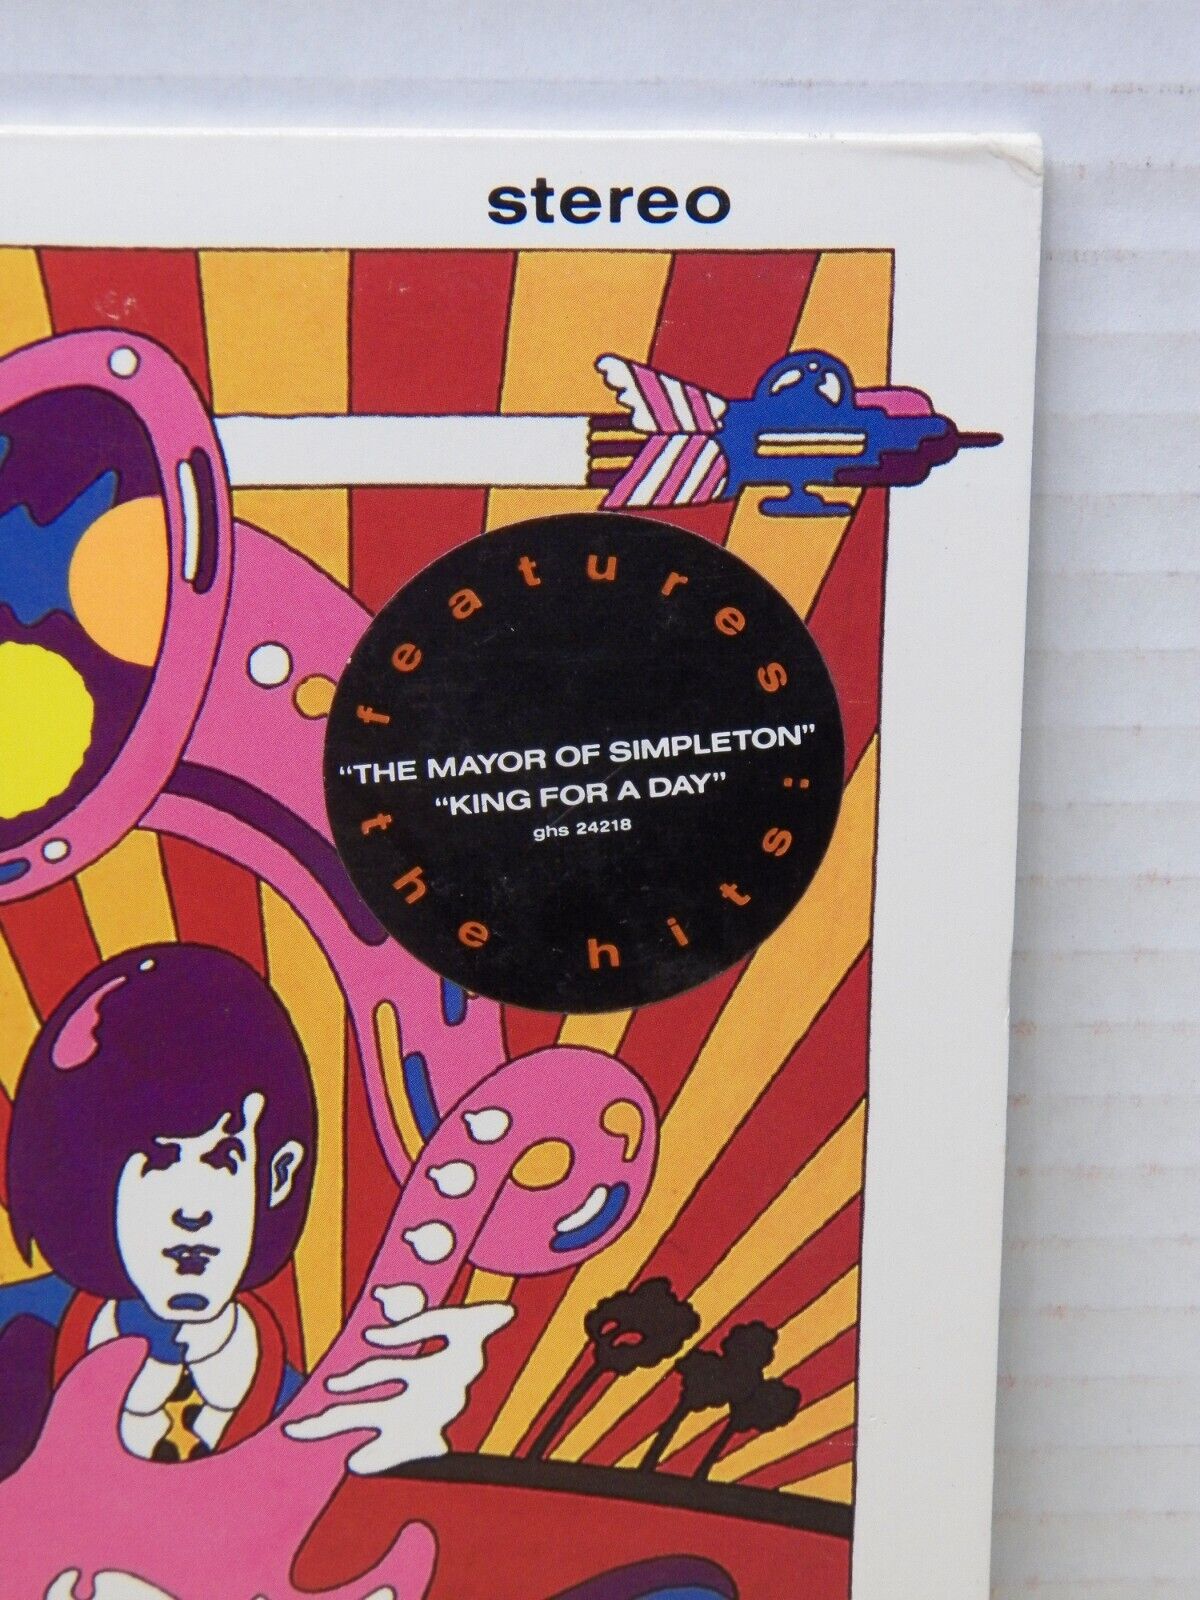 stereo
features
"THE MAYOR OF SIMPLETON"
"KING FOR A DAY"
ghs 24218
the hits: